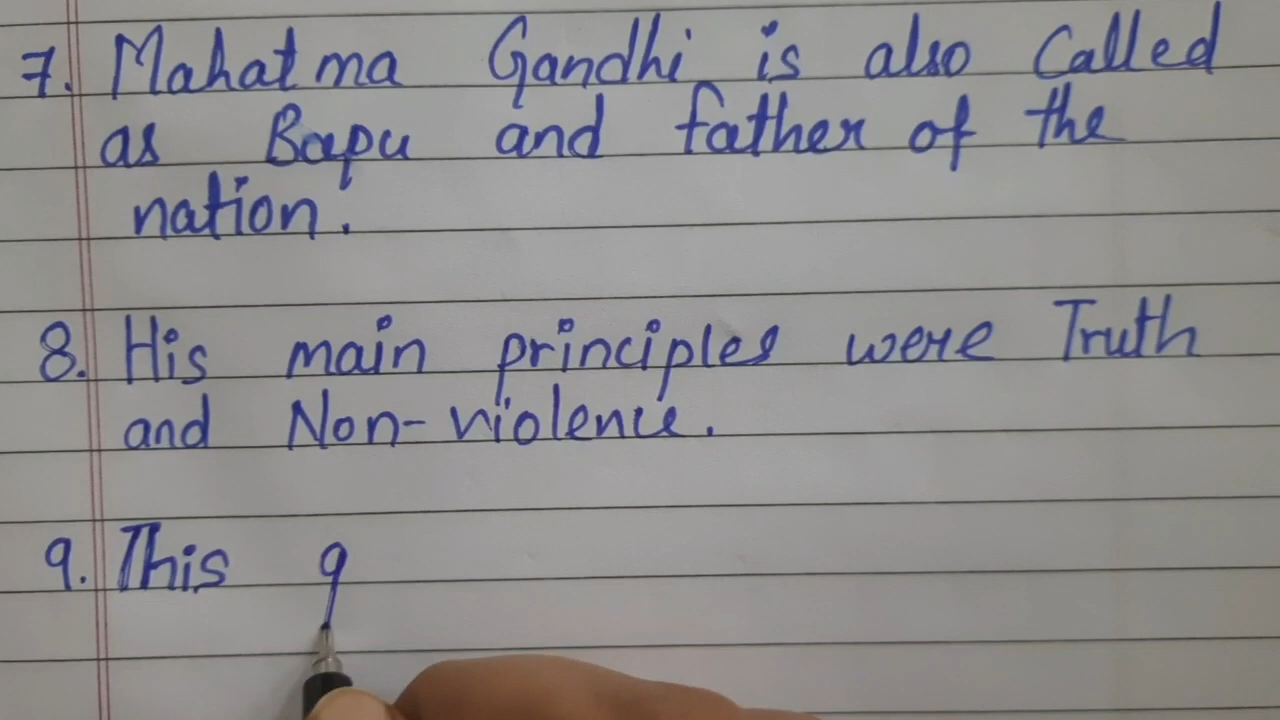 7. Mahatma Gandhi is also Called
as Bapu and father of the
nation.
8. His main principles were Truth
and Non-violence.
9. This